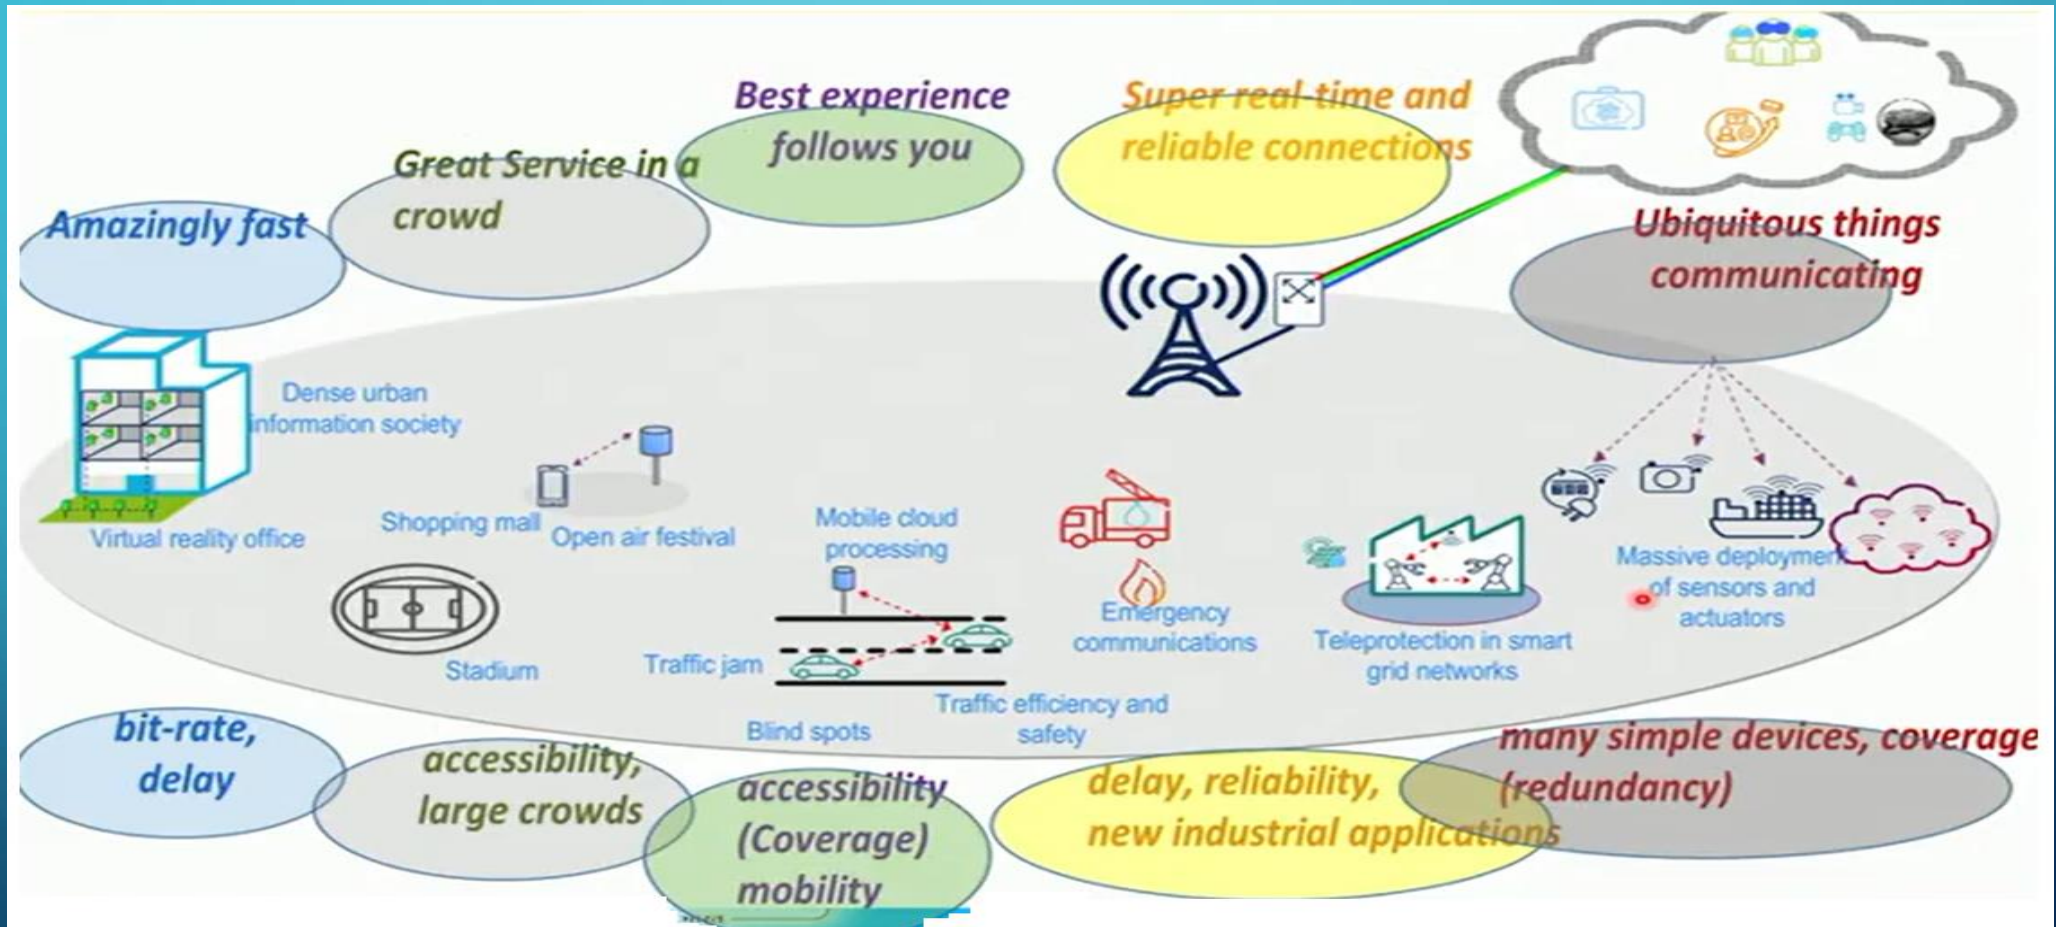 Best experience
follows you
Super real-time and
reliable connections
Great Service in a
crowd
Amazingly fast
Ubiquitous things
communicating
Dense urban
information society
Virtual reality office
Shopping mall
Open air festival
Mobile cloud
processing
Emergency
communications
Massive deployment
of sensors and
actuators
Teleprotection in smart
grid networks
Stadium
Traffic jam
Traffic efficiency and
safety
Blind spots
bit-rate,
delay
accessibility,
large crowds
accessibility
(Coverage)
mobility
delay, reliability,
new industrial applications
many simple devices, coverage
(redundancy)